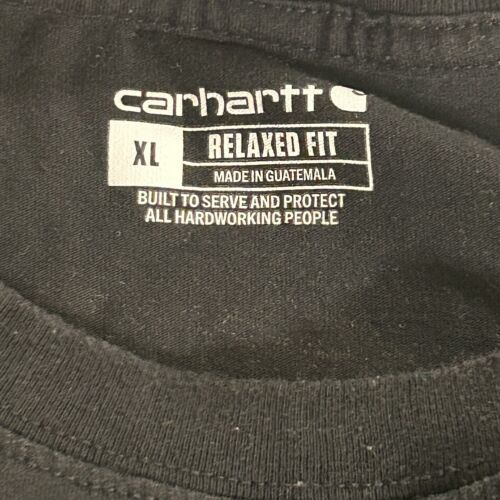 carhartt
XL
RELAXED FIT
MADE IN GUATEMALA
BUILT TO SERVE AND PROTECT
ALL HARDWORKING PEOPLE